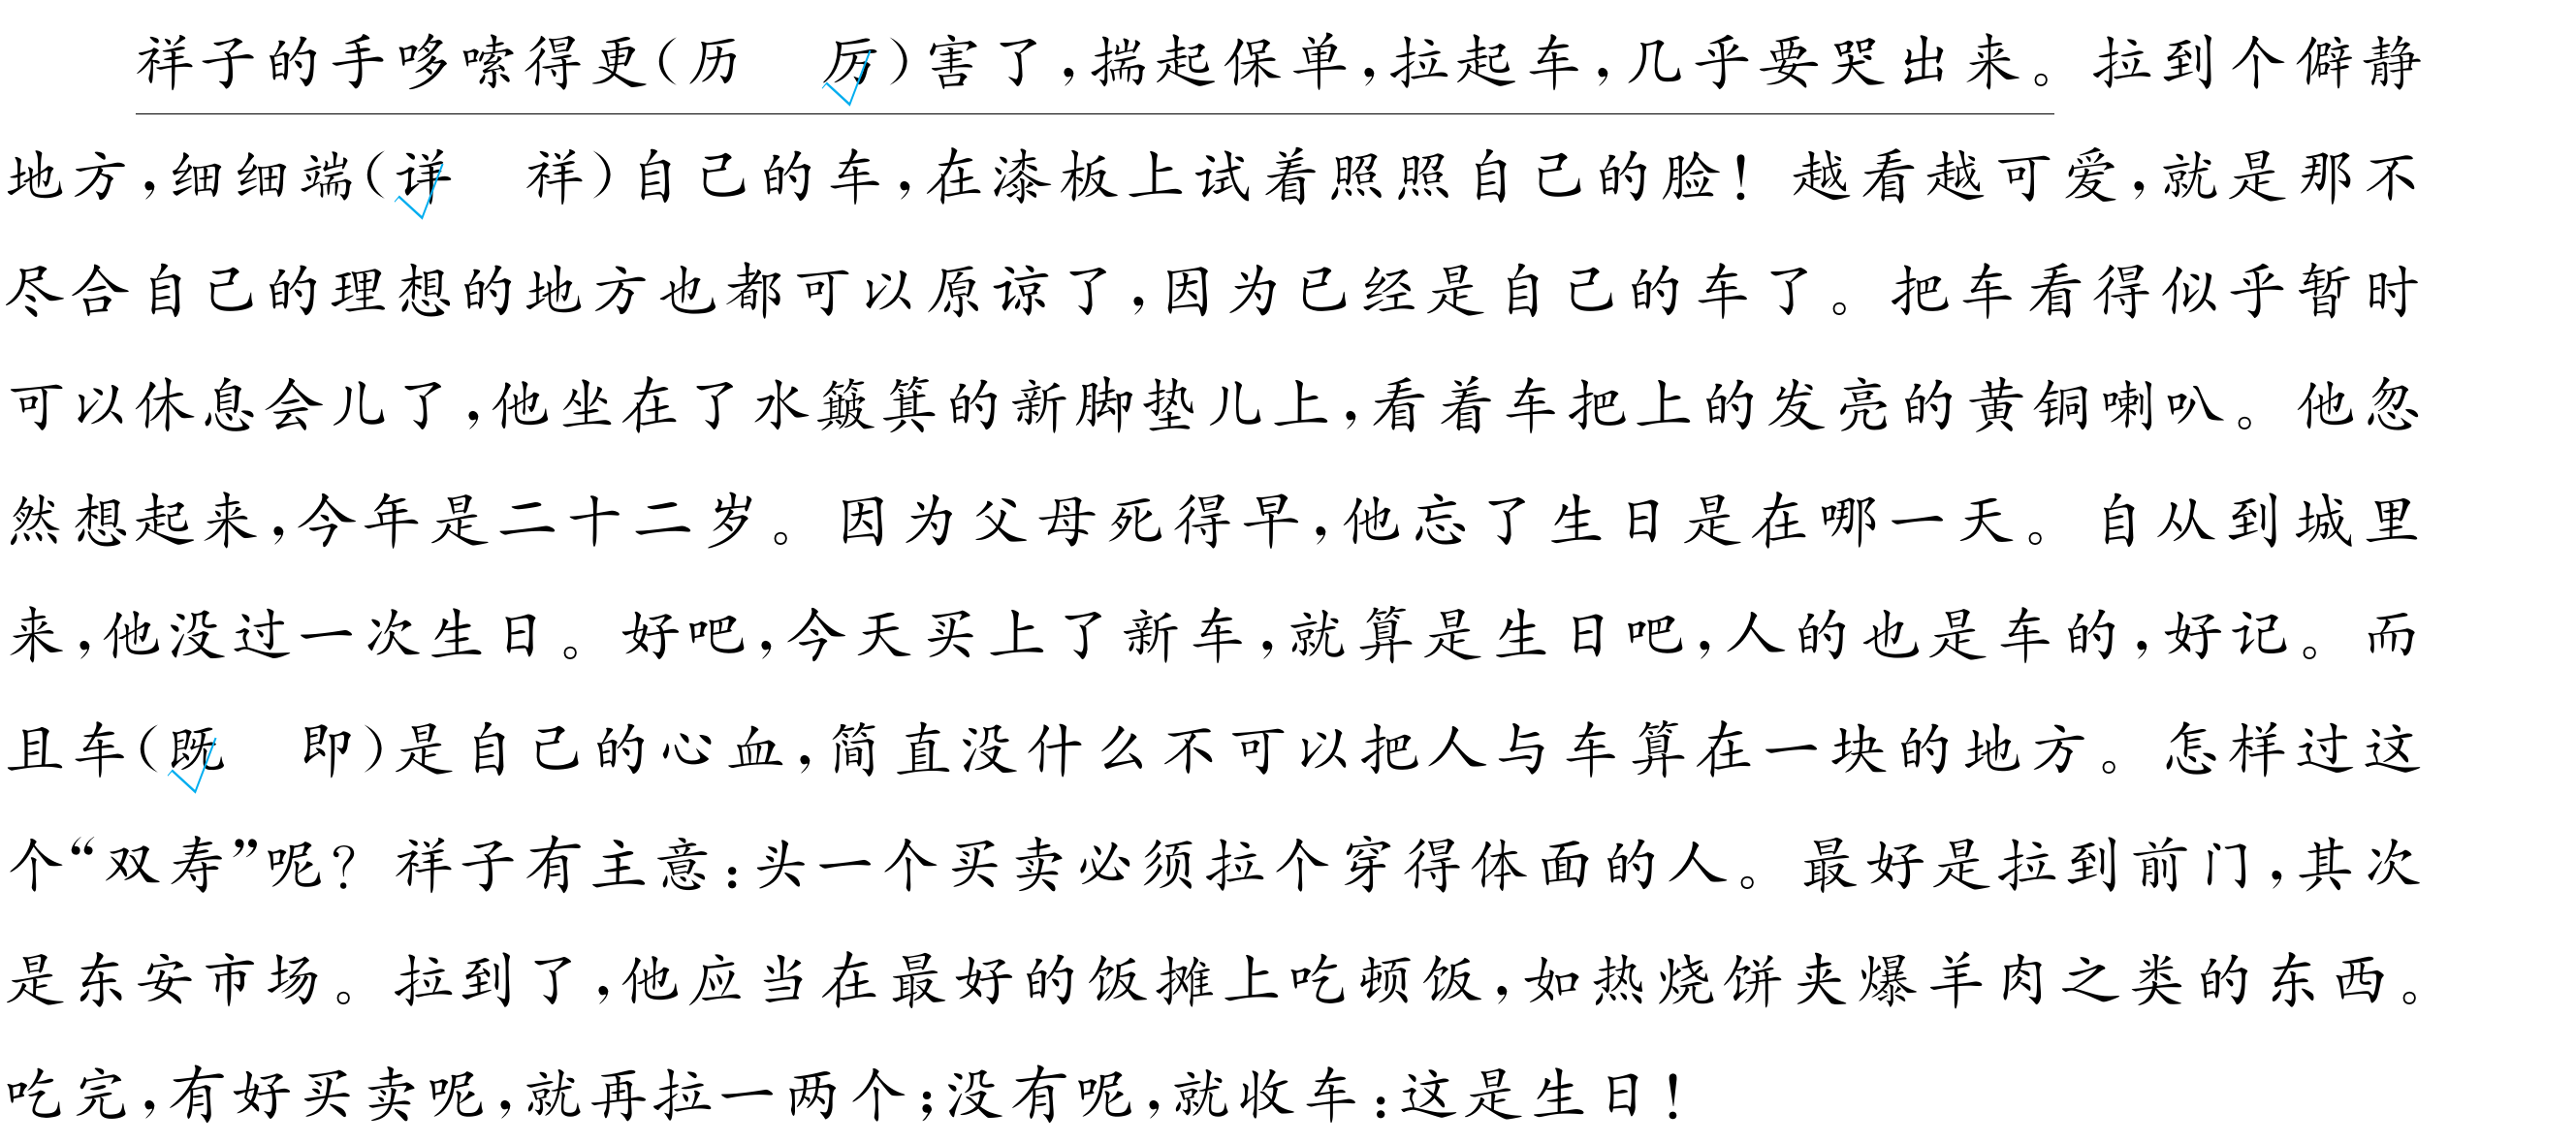 祥子的手哆嗦得更(历　厉)害了,揣起保单,拉起车,几乎要哭出来。拉到个僻静
地方,细细端(详　祥)自己的车,在漆板上试着照照自己的脸!越看越可爱,就是那不
尽合自己的理想的地方也都可以原谅了,因为已经是自己的车了。把车看得似乎暂时
可以休息会儿了,他坐在了水簸箕的新脚垫儿上,看着车把上的发亮的黄铜喇叭。他忽
然想起来,今年是二十二岁。因为父母死得早,他忘了生日是在哪一天。自从到城里
来,他没过一次生日。好吧,今天买上了新车,就算是生日吧,人的也是车的,好记。而
且车(既　即)是自己的心血,简直没什么不可以把人与车算在一块的地方。怎样过这
个“双寿”呢?祥子有主意:头一个买卖必须拉个穿得体面的人。最好是拉到前门,其次
是东安市场。拉到了,他应当在最好的饭摊上吃顿饭,如热烧饼夹爆羊肉之类的东西。
吃完,有好买卖呢,就再拉一两个;没有呢,就收车:这是生日!